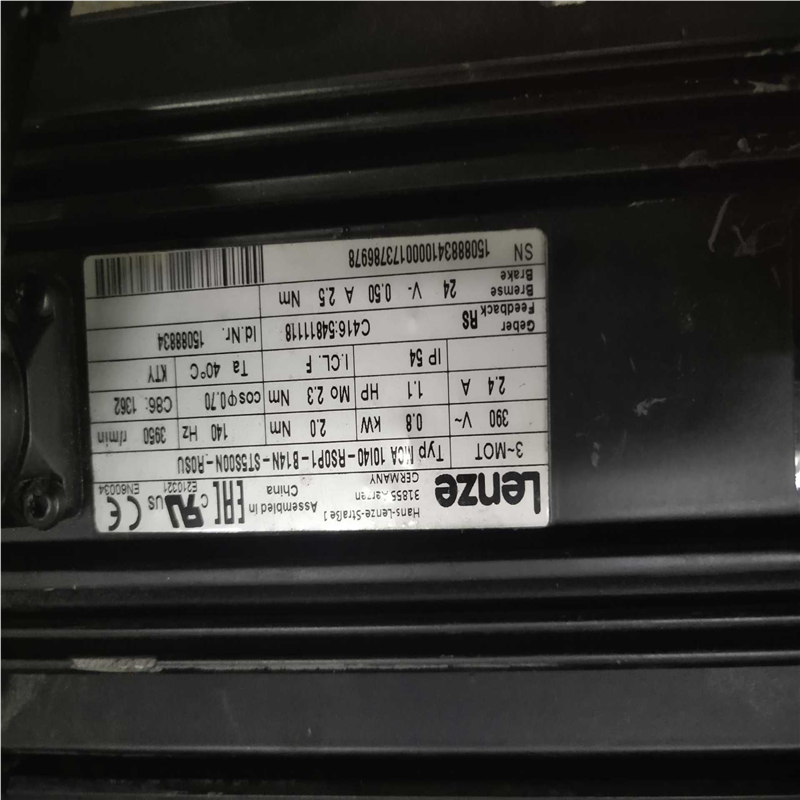 Lenze
Hans-Lenze-Straße 1
31855 Aerzen
GERMANY
Assembled in
China
EAC
c UR US
E210321
CE
EN60034
3~MOT Typ MCA 10I40-RS0P1-B14N-ST5S00N-R0SU
390 V~ 0.8 kW 2.0 Nm 140 Hz 3950 r/min
2.4 A 1.1 HP Mo 2.3 Nm cosφ0.70 C86: 1362
IP 54 I.CL. F Ta 40°C KTY
Geber
Feedback RS C416:54811118 Id.Nr. 15088834
Bremse
Brake 24 V- 0.50 A 2.5 Nm
SN 1508883410000173786978